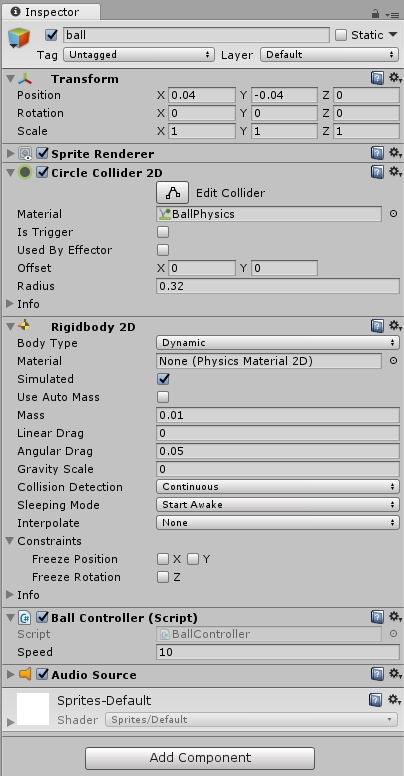 Inspector
ball
Static
Tag Untagged Layer Default
Transform
Position X 0.04 Y -0.04 Z 0
Rotation X 0 Y 0 Z 0
Scale X 1 Y 1 Z 1
Sprite Renderer
Circle Collider 2D
Edit Collider
Material BallPhysics
Is Trigger
Used By Effector
Offset X 0 Y 0
Radius 0.32
Info
Rigidbody 2D
Body Type Dynamic
Material None (Physics Material 2D)
Simulated
Use Auto Mass
Mass 0.01
Linear Drag 0
Angular Drag 0.05
Gravity Scale 0
Collision Detection Continuous
Sleeping Mode Start Awake
Interpolate None
Constraints
Freeze Position X Y
Freeze Rotation Z
Info
Ball Controller (Script)
Script BallController
Speed 10
Audio Source
Sprites-Default
Shader Sprites/Default
Add Component